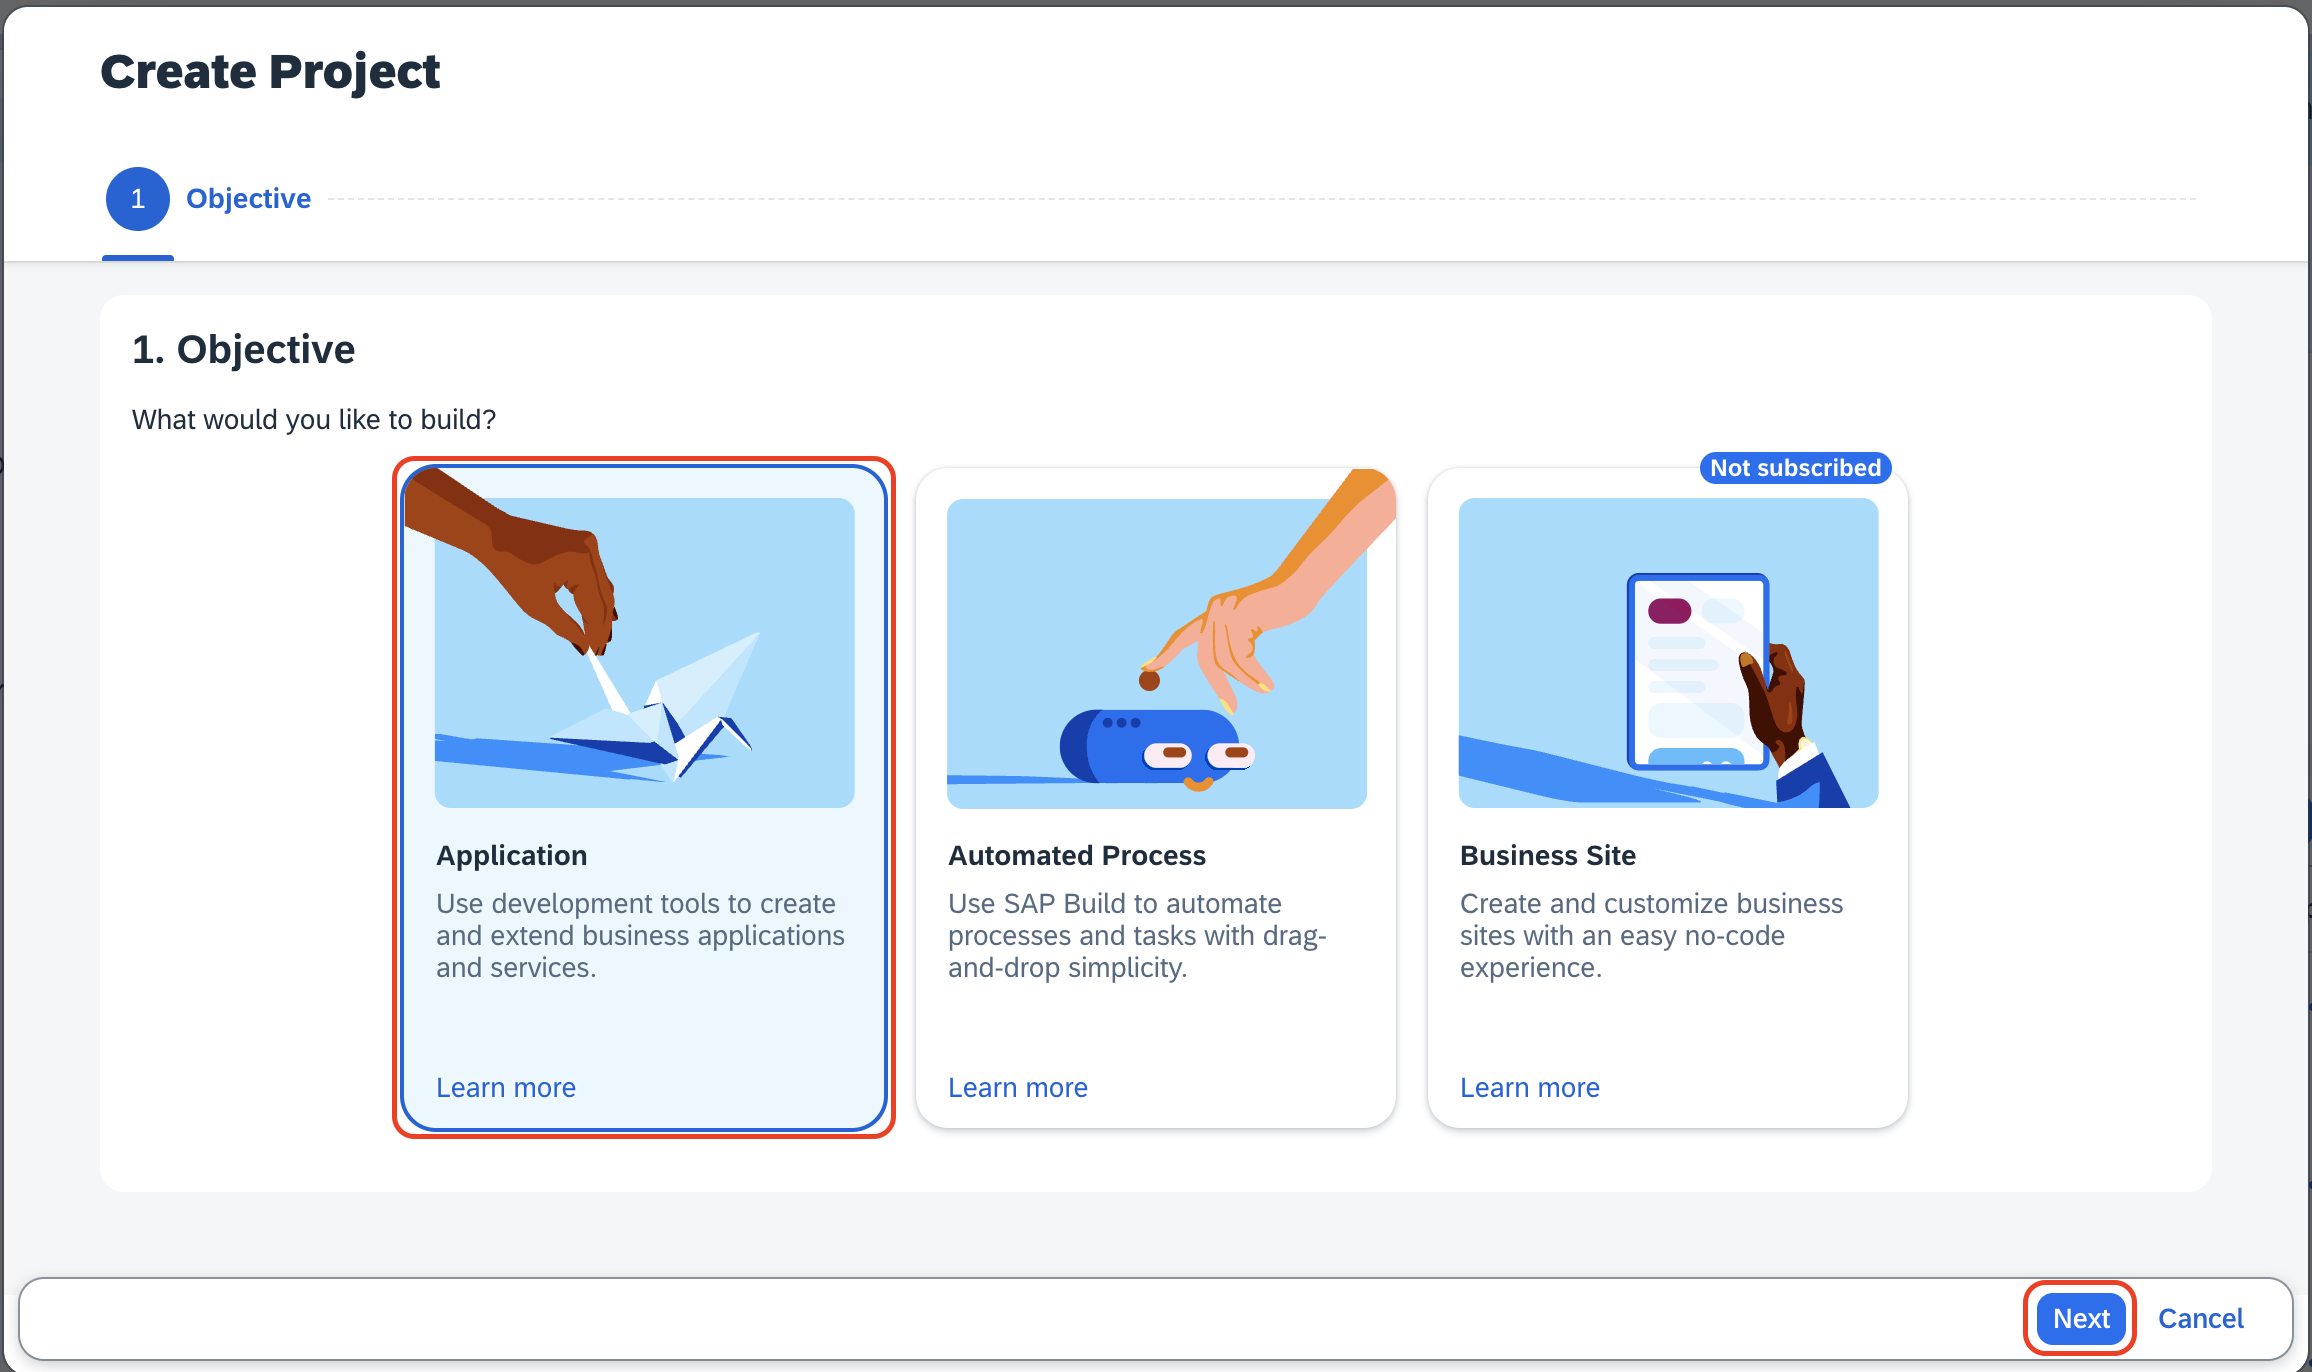 Create Project
1 Objective
1. Objective
What would you like to build?
Application
Use development tools to create
and extend business applications
and services.
Learn more
Automated Process
Use SAP Build to automate
processes and tasks with drag-
and-drop simplicity.
Learn more
Not subscribed
Business Site
Create and customize business
sites with an easy no-code
experience.
Learn more
Next Cancel